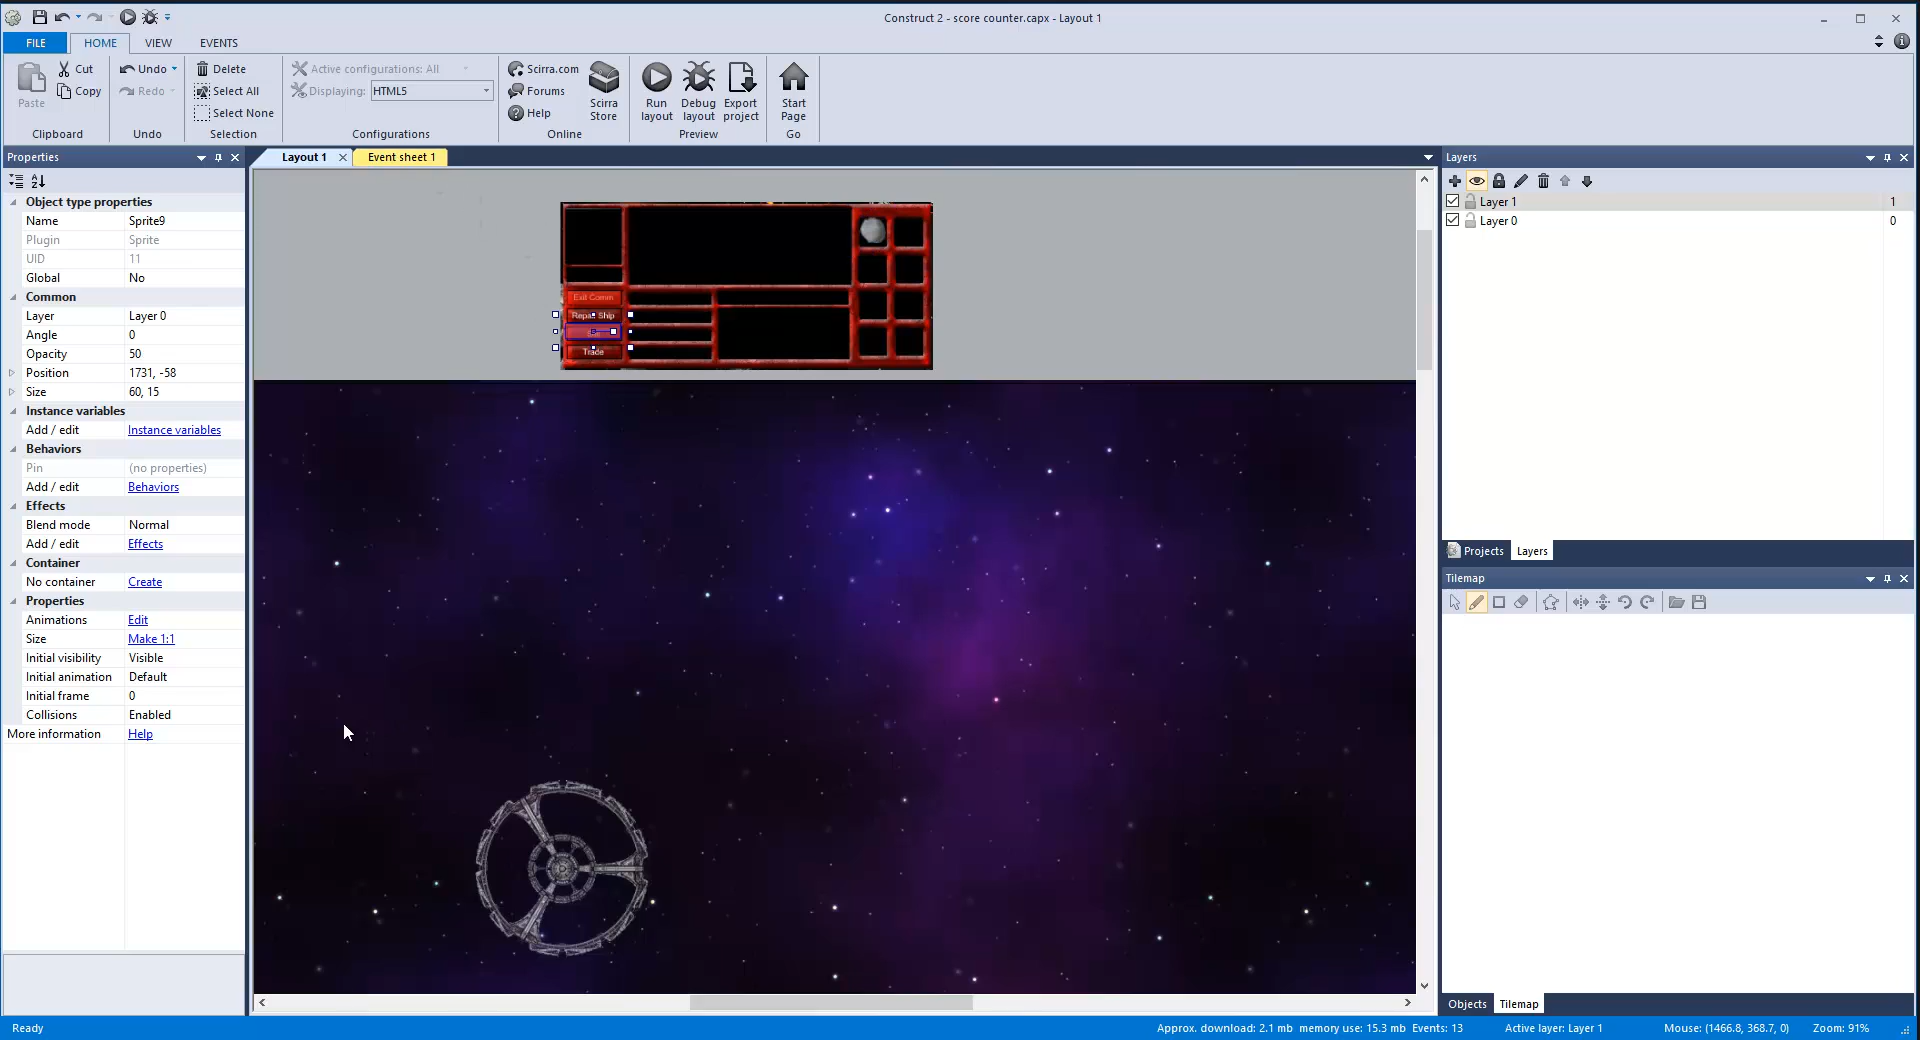 Construct 2 - score counter.capx - Layout 1
FILE HOME VIEW EVENTS
Paste Cut Copy Clipboard
Undo Redo Undo
Delete Select All Select None Selection
Active configurations: All
Displaying: HTML5
Configurations
Scirra.com Forums Help Scirra Store Online
Run layout Debug layout Export project Preview
Start Page Go
Properties
Layout 1 Event sheet 1
Layers
Object type properties
Name Sprite9
Plugin Sprite
UID 11
Global No
Common
Layer Layer 0
Angle 0
Opacity 50
Position 1731, -58
Size 60, 15
Instance variables
Add / edit Instance variables
Behaviors
Pin (no properties)
Add / edit Behaviors
Effects
Blend mode Normal
Add / edit Effects
Container
No container Create
Properties
Animations Edit
Size Make 1:1
Initial visibility Visible
Initial animation Default
Initial frame 0
Collisions Enabled
More information Help
Exit Comm
Repair Ship
Trade
Layer 1 1
Layer 0 0
Projects Layers
Tilemap
Objects Tilemap
Ready
Approx. download: 2.1 mb memory use: 15.3 mb Events: 13 Active layer: Layer 1 Mouse: (1466.8, 368.7, 0) Zoom: 91%